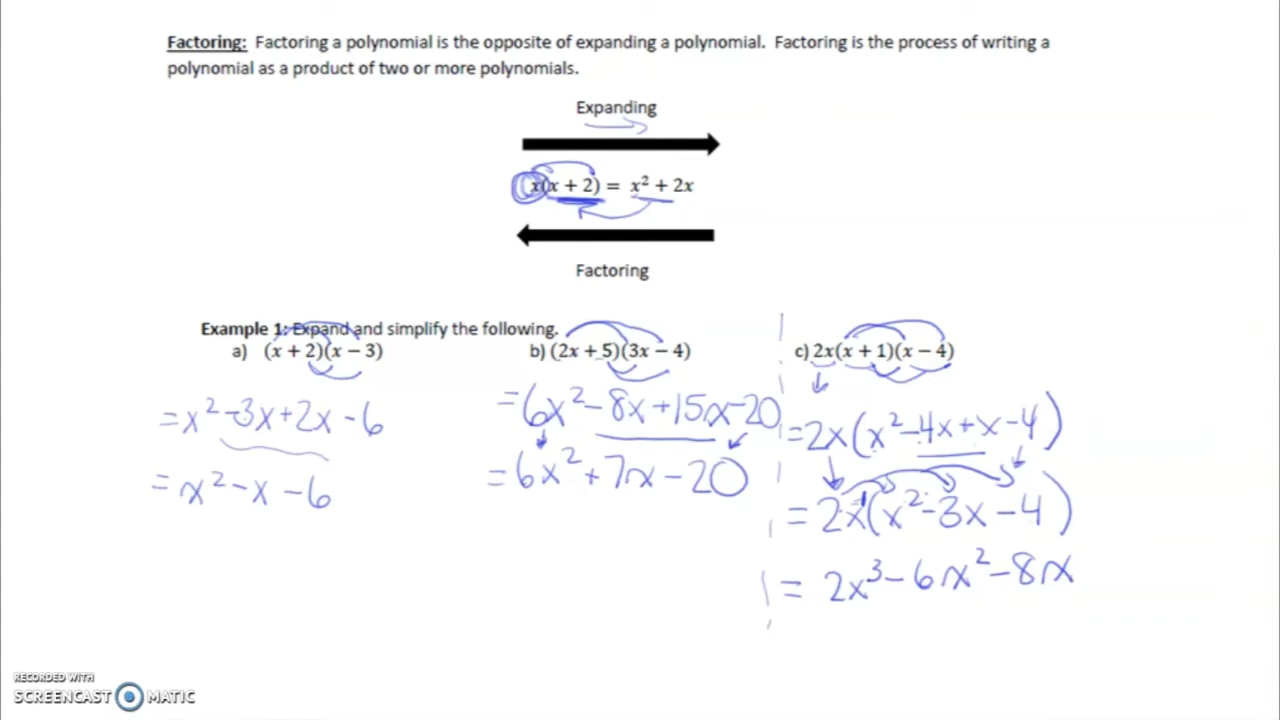 Factoring: Factoring a polynomial is the opposite of expanding a polynomial. Factoring is the process of writing a
polynomial as a product of two or more polynomials.
Expanding
x(x + 2) = x² + 2x
Factoring
Example 1: Expand and simplify the following.
a) (x + 2)(x − 3)
= x² − 3x + 2x − 6
= x² − x − 6
b) (2x + 5)(3x − 4)
= 6x² − 8x + 15x − 20
= 6x² + 7x − 20
c) 2x(x + 1)(x − 4)
= 2x(x² − 4x + x − 4)
= 2x¹(x² − 3x − 4)
= 2x³ − 6x² − 8x
RECORDED WITH
SCREENCAST MATIC